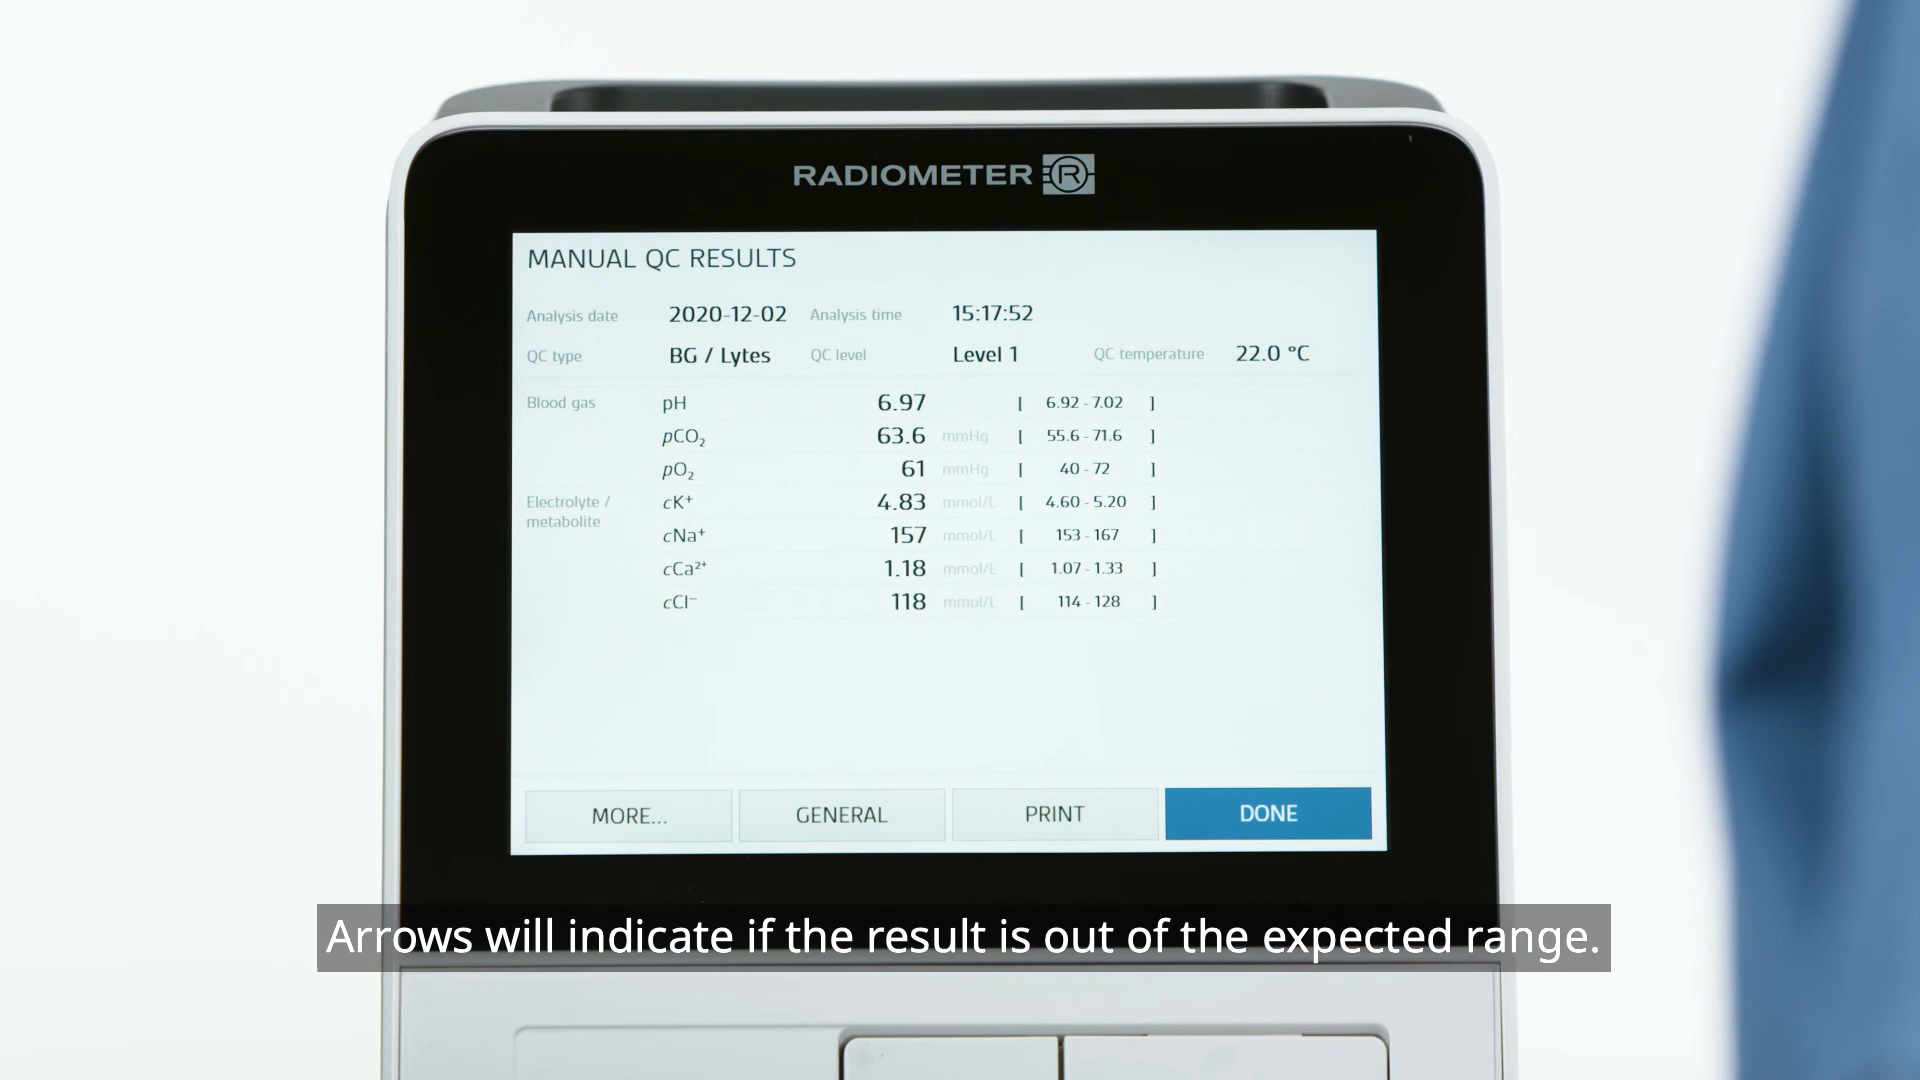 RADIOMETER R
MANUAL QC RESULTS
Analysis date 2020-12-02 Analysis time 15:17:52
QC type BG / Lytes QC level Level 1 QC temperature 22.0 °C
Blood gas pH 6.97 [ 6.92 - 7.02 ]
pCO₂ 63.6 mmHg [ 55.6 - 71.6 ]
pO₂ 61 mmHg [ 40 - 72 ]
Electrolyte / metabolite cK⁺ 4.83 mmol/L [ 4.60 - 5.20 ]
cNa⁺ 157 mmol/L [ 153 - 167 ]
cCa²⁺ 1.18 mmol/L [ 1.07 - 1.33 ]
cCl⁻ 118 mmol/L [ 114 - 128 ]
MORE... GENERAL PRINT DONE
Arrows will indicate if the result is out of the expected range.